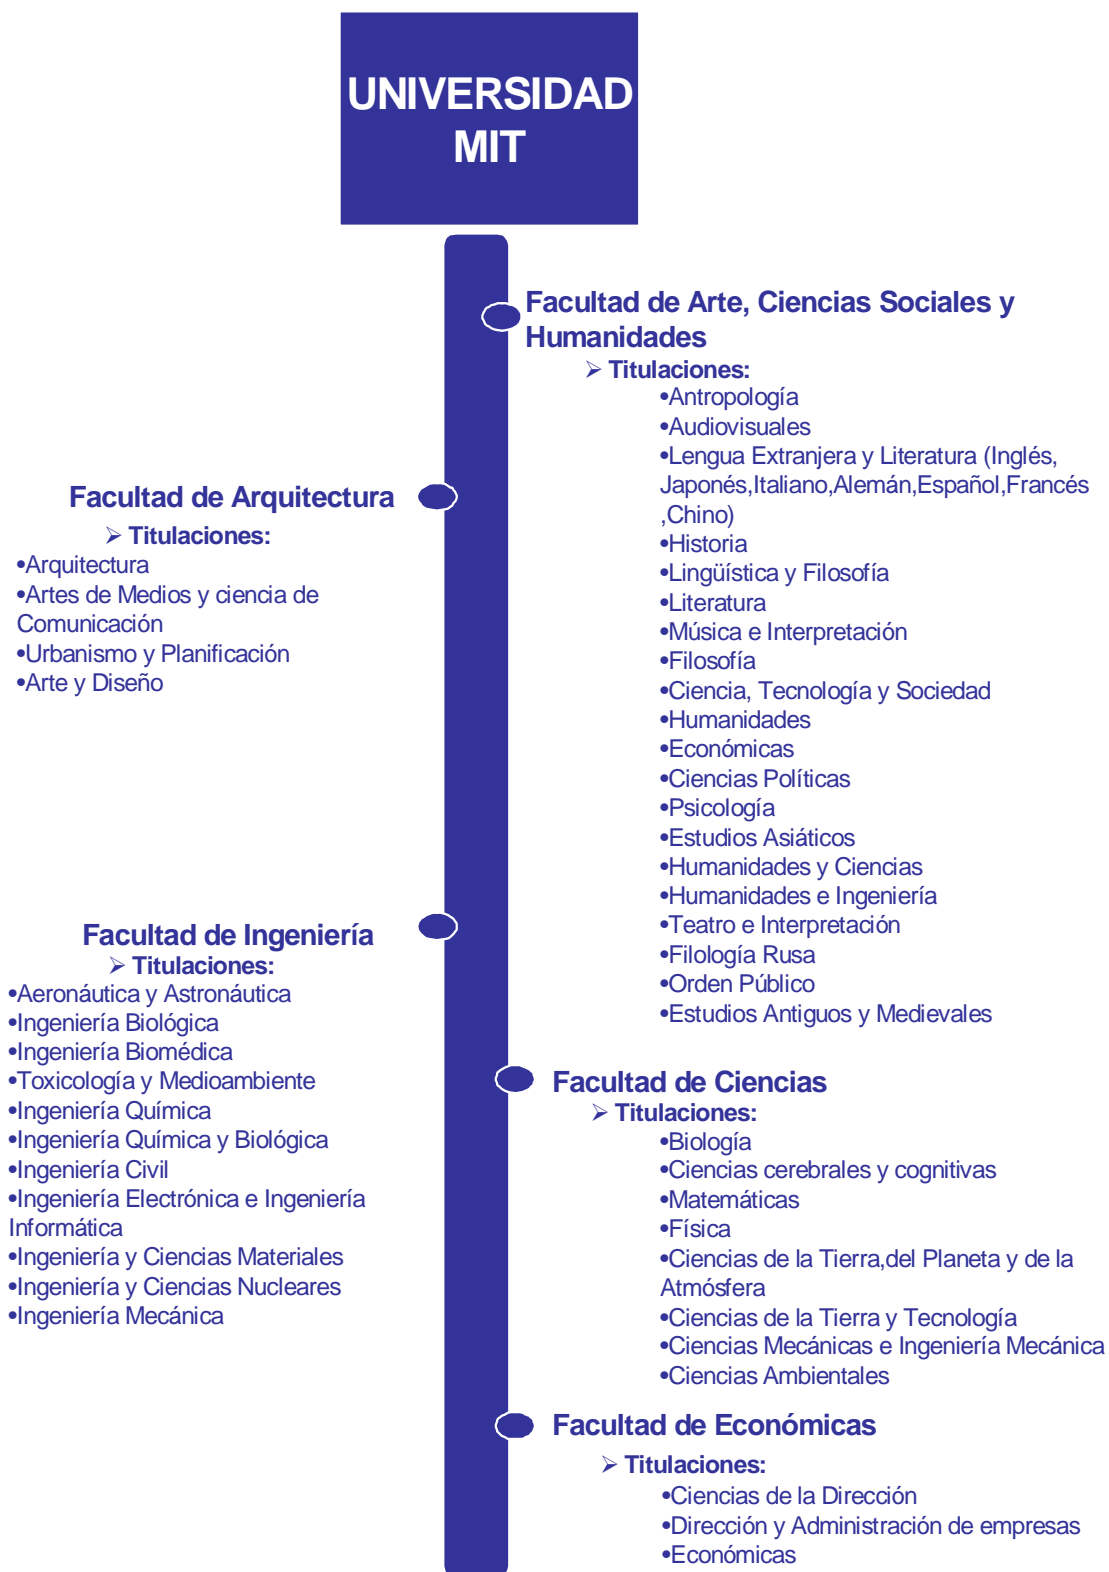 UNIVERSIDAD
MIT
Facultad de Arte, Ciencias Sociales y
Humanidades
➢ Titulaciones:
•Antropología
•Audiovisuales
•Lengua Extranjera y Literatura (Inglés,
Japonés,Italiano,Alemán,Español,Francés
,Chino)
•Historia
•Lingüística y Filosofía
•Literatura
•Música e Interpretación
•Filosofía
•Ciencia, Tecnología y Sociedad
•Humanidades
•Económicas
•Ciencias Políticas
•Psicología
•Estudios Asiáticos
•Humanidades y Ciencias
•Humanidades e Ingeniería
•Teatro e Interpretación
•Filología Rusa
•Orden Público
•Estudios Antiguos y Medievales
Facultad de Arquitectura
➢ Titulaciones:
•Arquitectura
•Artes de Medios y ciencia de
Comunicación
•Urbanismo y Planificación
•Arte y Diseño
Facultad de Ingeniería
➢ Titulaciones:
•Aeronáutica y Astronáutica
•Ingeniería Biológica
•Ingeniería Biomédica
•Toxicología y Medioambiente
•Ingeniería Química
•Ingeniería Química y Biológica
•Ingeniería Civil
•Ingeniería Electrónica e Ingeniería
Informática
•Ingeniería y Ciencias Materiales
•Ingeniería y Ciencias Nucleares
•Ingeniería Mecánica
Facultad de Ciencias
➢ Titulaciones:
•Biología
•Ciencias cerebrales y cognitivas
•Matemáticas
•Física
•Ciencias de la Tierra,del Planeta y de la
Atmósfera
•Ciencias de la Tierra y Tecnología
•Ciencias Mecánicas e Ingeniería Mecánica
•Ciencias Ambientales
Facultad de Económicas
➢ Titulaciones:
•Ciencias de la Dirección
•Dirección y Administración de empresas
•Económicas